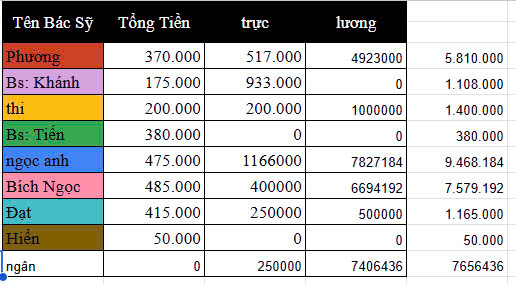 Tên Bác Sỹ Tổng Tiền trực lương
Phương 370.000 517.000 4923000 5.810.000
Bs: Khánh 175.000 933.000 0 1.108.000
thi 200.000 200.000 1000000 1.400.000
Bs: Tiến 380.000 0 0 380.000
ngọc anh 475.000 1166000 7827184 9.468.184
Bích Ngọc 485.000 400000 6694192 7.579.192
Đạt 415.000 250000 500000 1.165.000
Hiển 50.000 0 0 50.000
ngân 0 250000 7406436 7656436